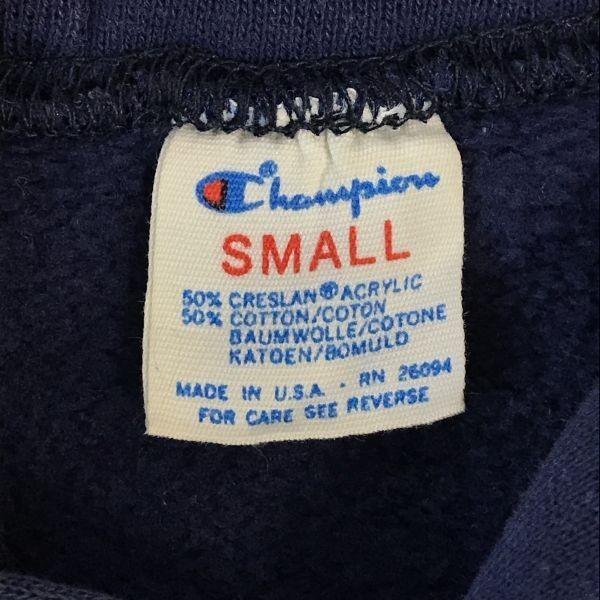 Champion®
SMALL
50% CRESLAN® ACRYLIC
50% COTTON/COTON
BAUMWOLLE/COTONE
KATOEN/BOMULD
MADE IN U.S.A. · RN 26094
FOR CARE SEE REVERSE